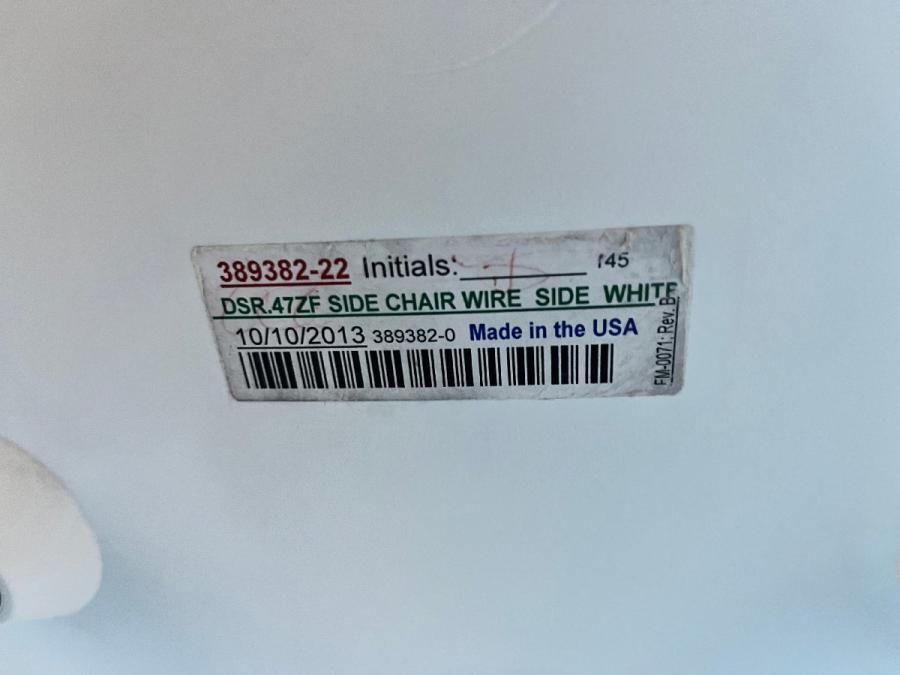 389382-22 Initials: 145
DSR.47ZF SIDE CHAIR WIRE SIDE WHITE
10/10/2013 389382-0 Made in the USA
FM-0071; Rev. B